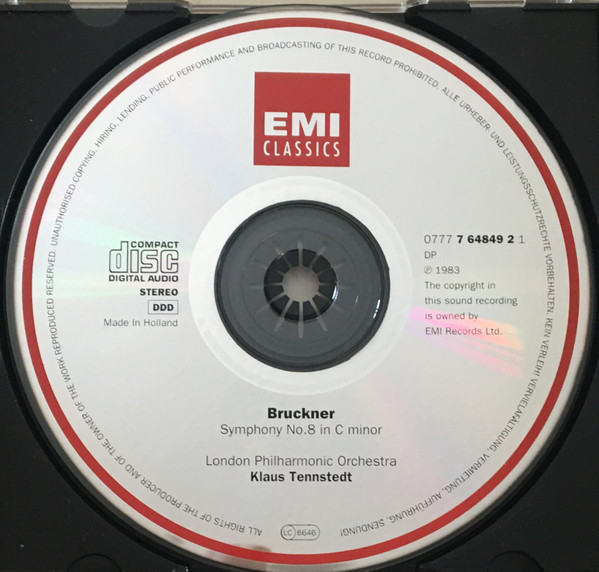 ALL RIGHTS OF THE PRODUCER AND OF THE OWNER OF THE WORK REPRODUCED RESERVED. UNAUTHORISED COPYING, HIRING, LENDING, PUBLIC PERFORMANCE AND BROADCASTING OF THIS RECORD PROHIBITED. ALLE URHEBER- UND LEISTUNGSSCHUTZRECHTE VORBEHALTEN. KEIN VERLEIH! VERVIELFÄLTIGUNG, VERMIETUNG, AUFFÜHRUNG, SENDUNG!
EMI
CLASSICS
COMPACT
disc
DIGITAL AUDIO
STEREO
DDD
Made In Holland
0777 7 64849 2 1
DP
℗ 1983
The copyright in
this sound recording
is owned by
EMI Records Ltd.
Bruckner
Symphony No.8 in C minor
London Philharmonic Orchestra
Klaus Tennstedt
LC 6646